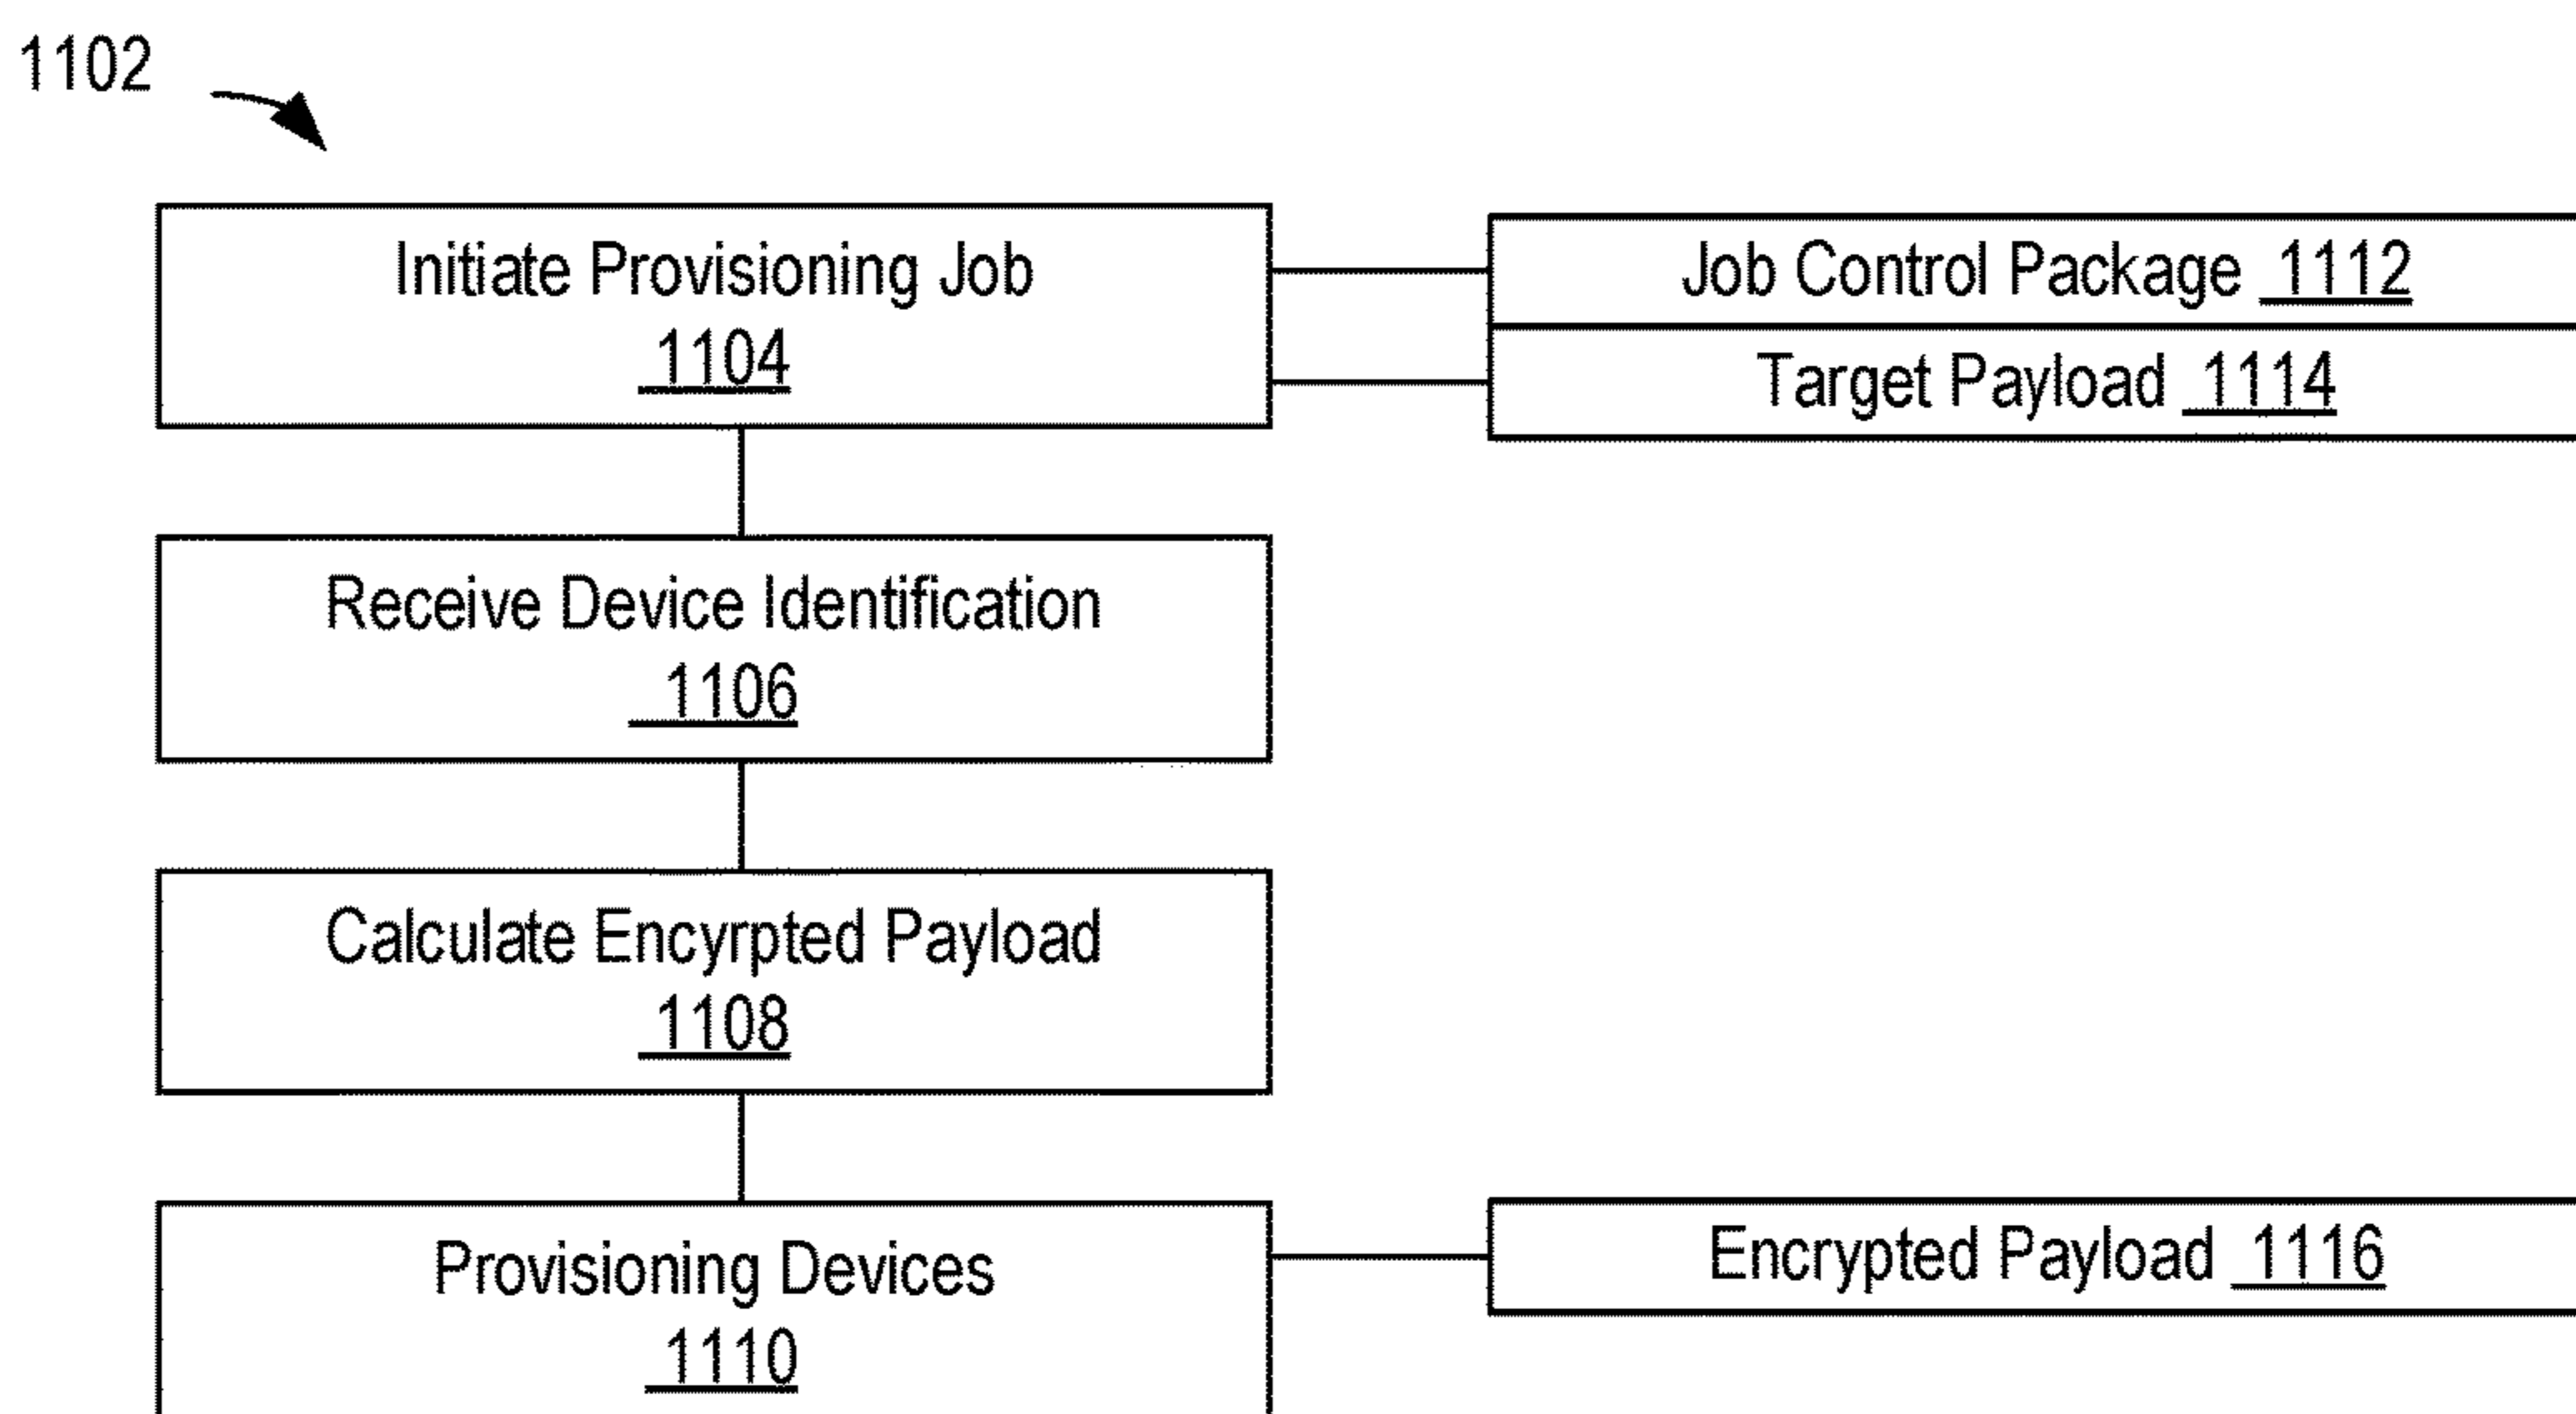 1102
Initiate Provisioning Job
1104
Job Control Package 1112
Target Payload 1114
Receive Device Identification
1106
Calculate Encyrpted Payload
1108
Provisioning Devices
1110
Encrypted Payload 1116